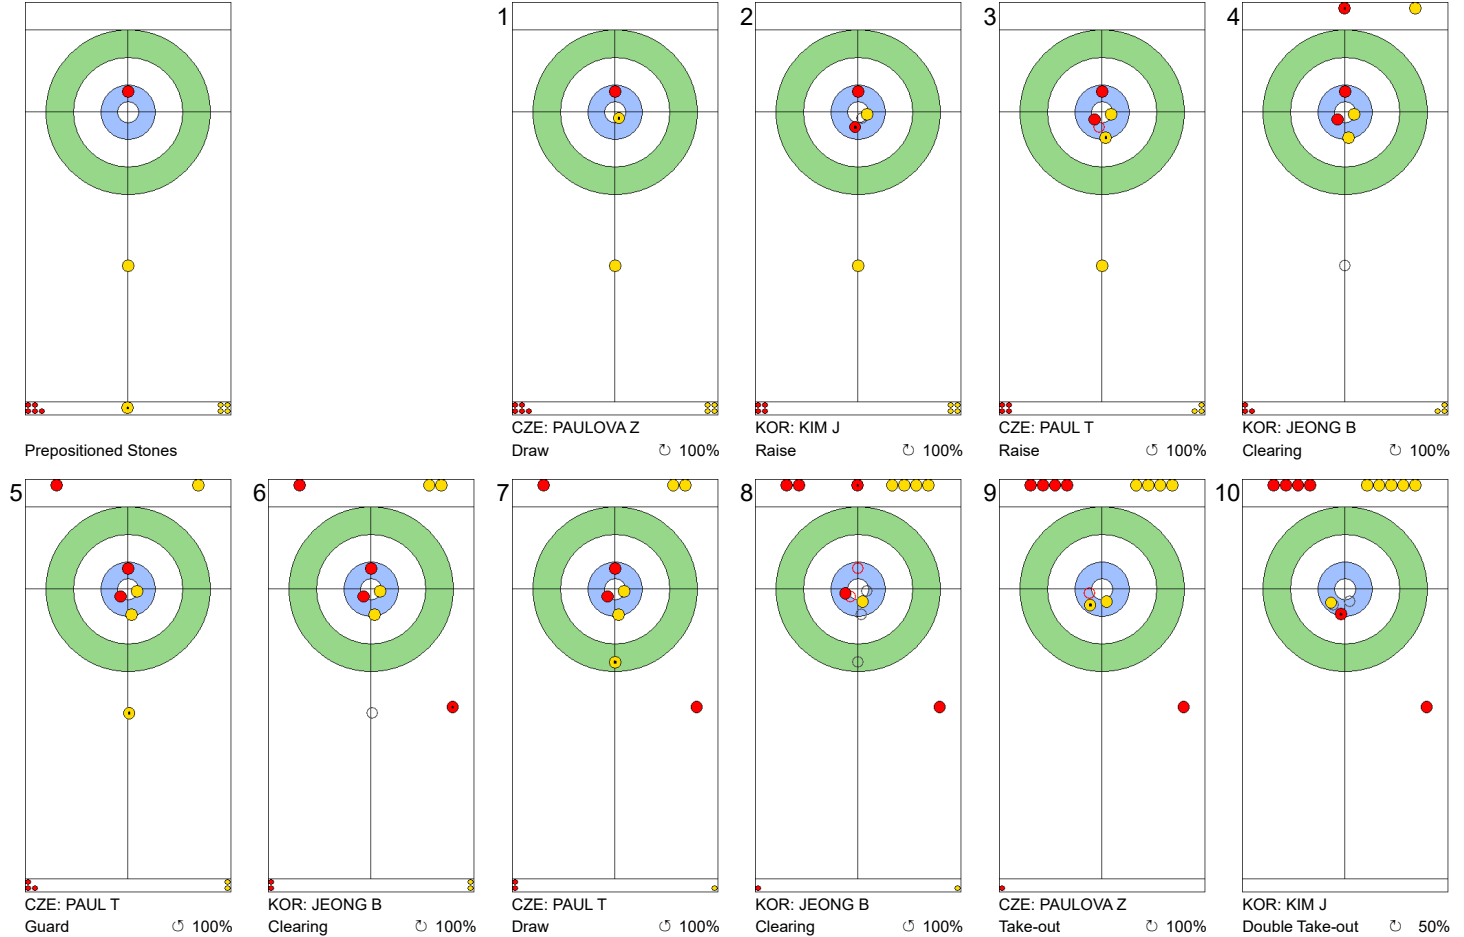 Prepositioned Stones
1
CZE: PAULOVA Z
Draw ↻ 100%
2
KOR: KIM J
Raise ↻ 100%
3
CZE: PAUL T
Raise ↺ 100%
4
KOR: JEONG B
Clearing ↻ 100%
5
CZE: PAUL T
Guard ↺ 100%
6
KOR: JEONG B
Clearing ↻ 100%
7
CZE: PAUL T
Draw ↺ 100%
8
KOR: JEONG B
Clearing ↻ 100%
9
CZE: PAULOVA Z
Take-out ↻ 100%
10
KOR: KIM J
Double Take-out ↻ 50%